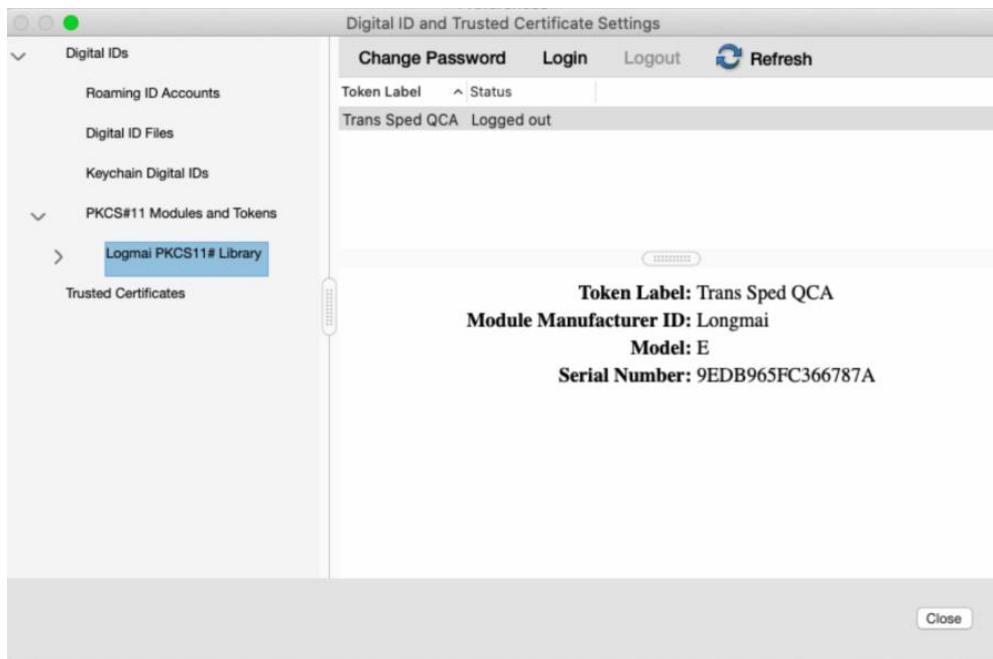 Digital ID and Trusted Certificate Settings
Digital IDs
Roaming ID Accounts
Digital ID Files
Keychain Digital IDs
PKCS#11 Modules and Tokens
Logmai PKCS11# Library
Trusted Certificates
Change Password Login Logout Refresh
Token Label Status
Trans Sped QCA Logged out
Token Label: Trans Sped QCA
Module Manufacturer ID: Longmai
Model: E
Serial Number: 9EDB965FC366787A
Close